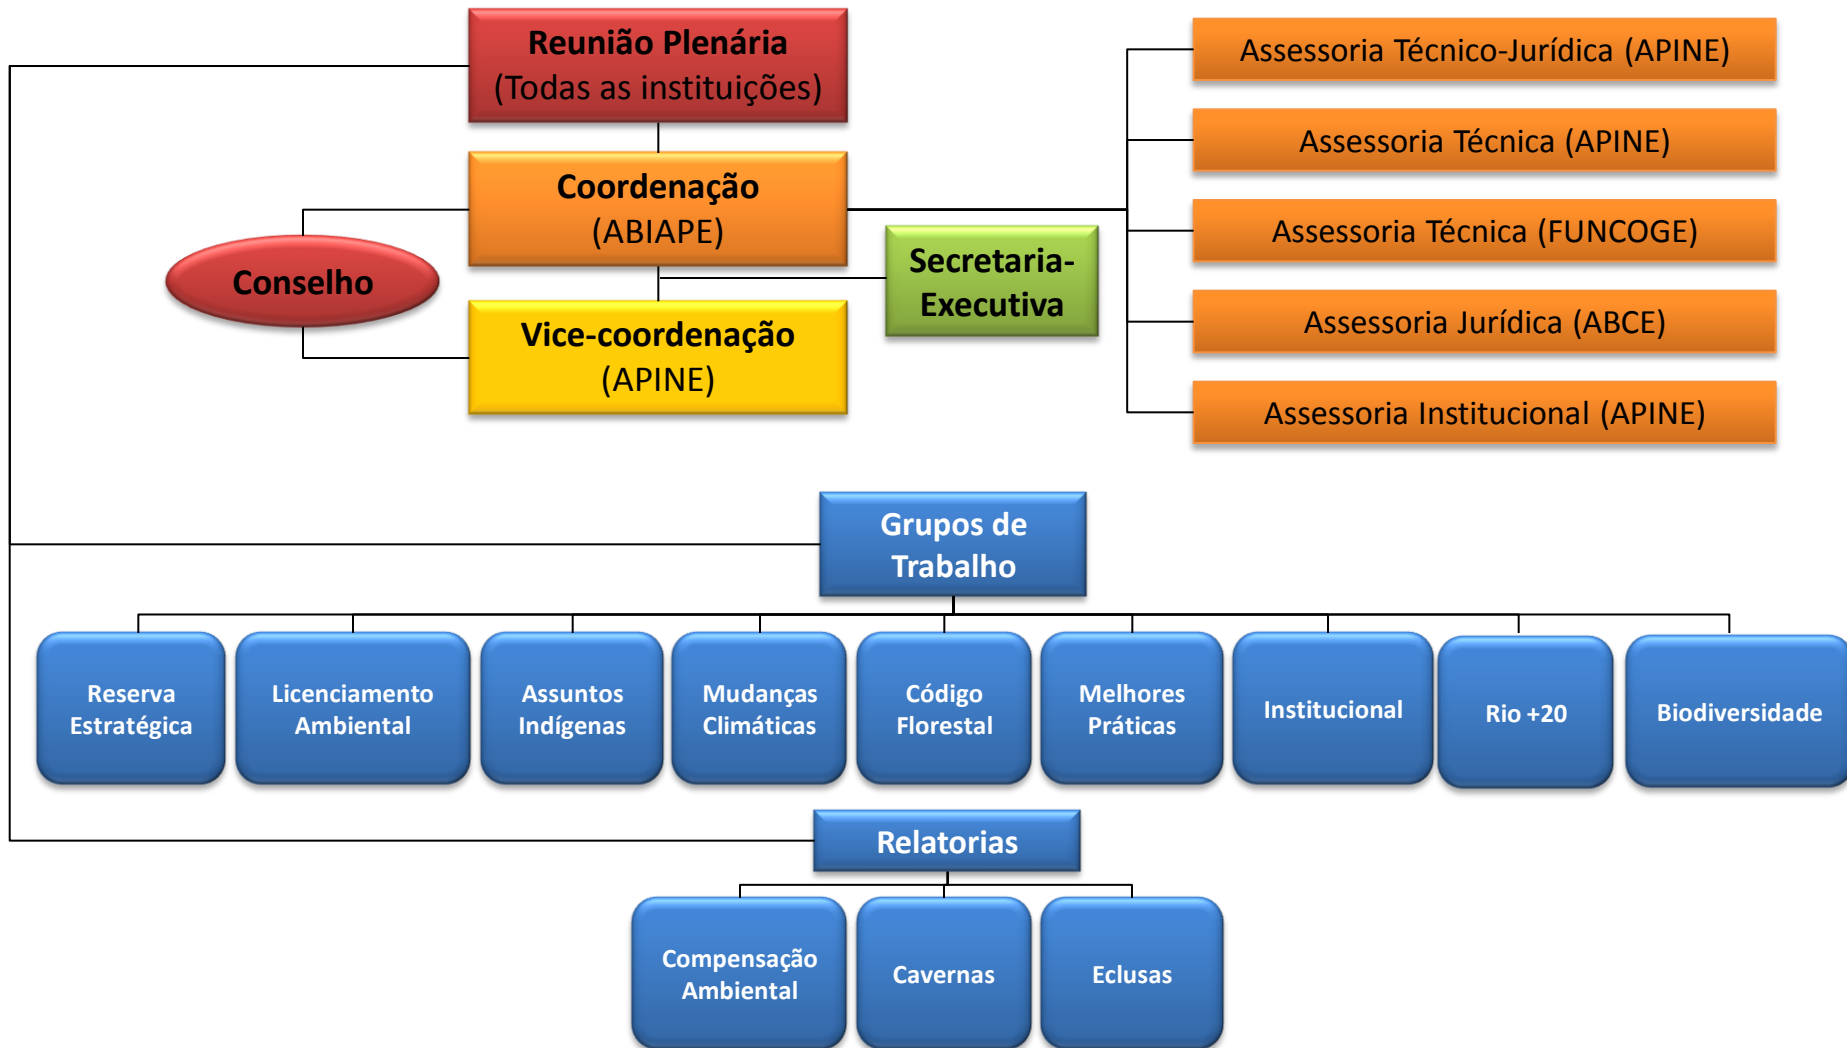 Reunião Plenária
(Todas as instituições)
Coordenação
(ABIAPE)
Conselho
Secretaria-
Executiva
Vice-coordenação
(APINE)
Assessoria Técnico-Jurídica (APINE)
Assessoria Técnica (APINE)
Assessoria Técnica (FUNCOGE)
Assessoria Jurídica (ABCE)
Assessoria Institucional (APINE)
Grupos de
Trabalho
Reserva
Estratégica
Licenciamento
Ambiental
Assuntos
Indígenas
Mudanças
Climáticas
Código
Florestal
Melhores
Práticas
Institucional
Rio +20
Biodiversidade
Relatorias
Compensação
Ambiental
Cavernas
Eclusas